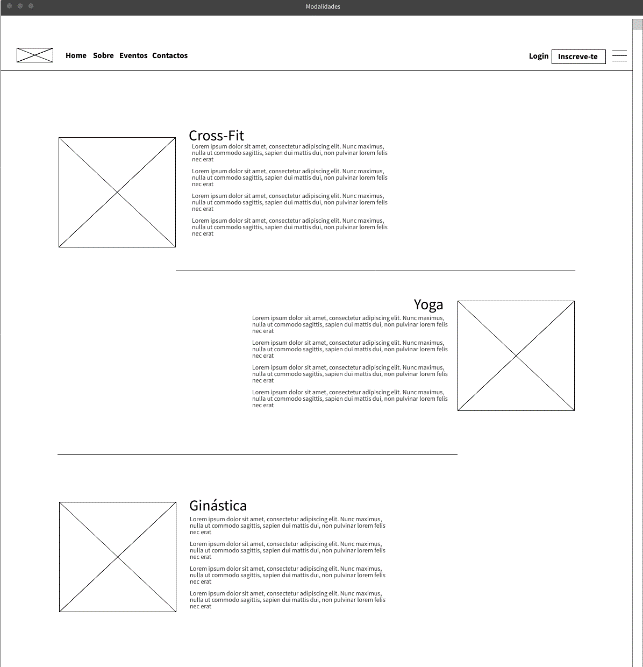 Modalidades
Home Sobre Eventos Contactos
Login Inscreve-te
Cross-Fit
Lorem ipsum dolor sit amet, consectetur adipiscing elit. Nunc maximus,
nulla ut commodo sagittis, sapien dui mattis dui, non pulvinar lorem felis
nec erat
Lorem ipsum dolor sit amet, consectetur adipiscing elit. Nunc maximus,
nulla ut commodo sagittis, sapien dui mattis dui, non pulvinar lorem felis
nec erat
Lorem ipsum dolor sit amet, consectetur adipiscing elit. Nunc maximus,
nulla ut commodo sagittis, sapien dui mattis dui, non pulvinar lorem felis
nec erat
Lorem ipsum dolor sit amet, consectetur adipiscing elit. Nunc maximus,
nulla ut commodo sagittis, sapien dui mattis dui, non pulvinar lorem felis
nec erat
Yoga
Lorem ipsum dolor sit amet, consectetur adipiscing elit. Nunc maximus,
nulla ut commodo sagittis, sapien dui mattis dui, non pulvinar lorem felis
nec erat
Lorem ipsum dolor sit amet, consectetur adipiscing elit. Nunc maximus,
nulla ut commodo sagittis, sapien dui mattis dui, non pulvinar lorem felis
nec erat
Lorem ipsum dolor sit amet, consectetur adipiscing elit. Nunc maximus,
nulla ut commodo sagittis, sapien dui mattis dui, non pulvinar lorem felis
nec erat
Lorem ipsum dolor sit amet, consectetur adipiscing elit. Nunc maximus,
nulla ut commodo sagittis, sapien dui mattis dui, non pulvinar lorem felis
nec erat
Ginástica
Lorem ipsum dolor sit amet, consectetur adipiscing elit. Nunc maximus,
nulla ut commodo sagittis, sapien dui mattis dui, non pulvinar lorem felis
nec erat
Lorem ipsum dolor sit amet, consectetur adipiscing elit. Nunc maximus,
nulla ut commodo sagittis, sapien dui mattis dui, non pulvinar lorem felis
nec erat
Lorem ipsum dolor sit amet, consectetur adipiscing elit. Nunc maximus,
nulla ut commodo sagittis, sapien dui mattis dui, non pulvinar lorem felis
nec erat
Lorem ipsum dolor sit amet, consectetur adipiscing elit. Nunc maximus,
nulla ut commodo sagittis, sapien dui mattis dui, non pulvinar lorem felis
nec erat